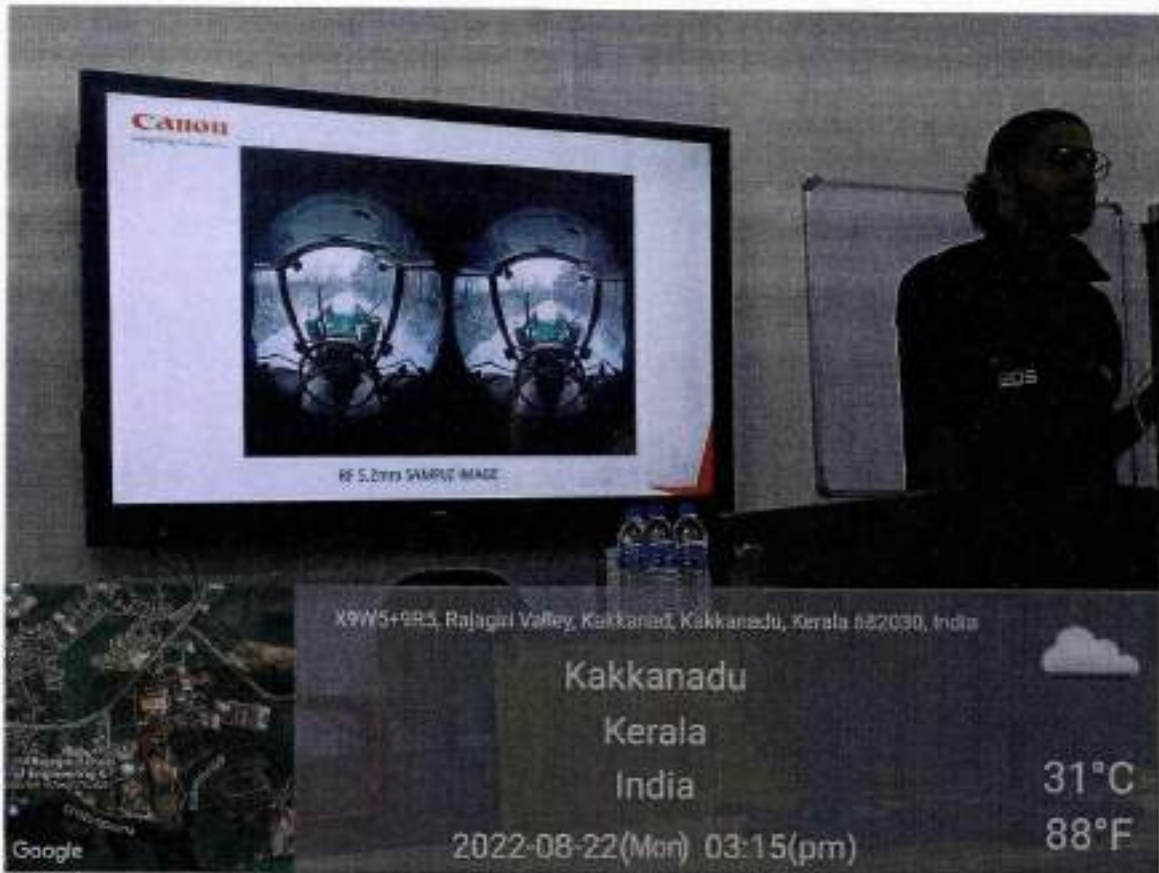 Canon
RF 5.2mm SAMPLE IMAGE
EOS
X9W5+9R5, Rajagiri Valley, Kakkanad, Kakkanadu, Kerala 682030, India
Kakkanadu
Kerala
India
2022-08-22(Mon) 03:15(pm)
31°C
88°F
Google